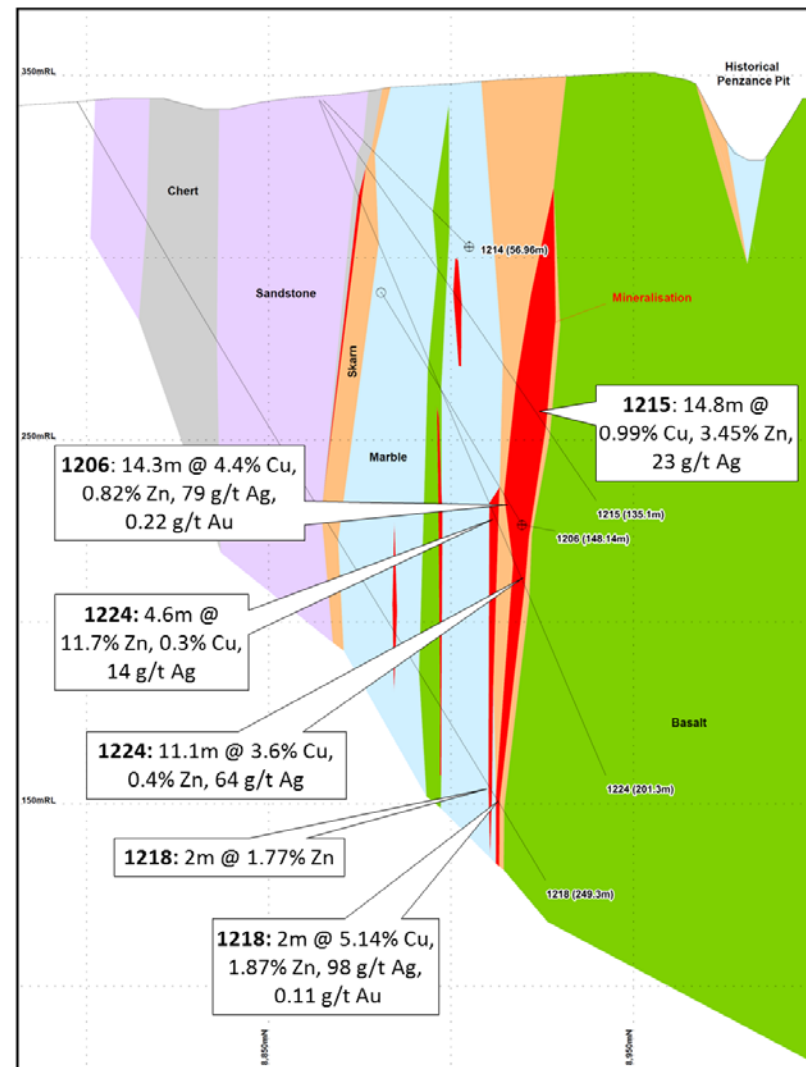 Historical
Penzance Pit
350mRL
Chert
1214 (56.96m)
Sandstone
Mineralisation
Skarn
1215: 14.8m @
0.99% Cu, 3.45% Zn,
23 g/t Ag
250mRL
1206: 14.3m @ 4.4% Cu,
0.82% Zn, 79 g/t Ag,
0.22 g/t Au
Marble
1215 (135.1m)
1206 (148.14m)
1224: 4.6m @
11.7% Zn, 0.3% Cu,
14 g/t Ag
Basalt
1224: 11.1m @ 3.6% Cu,
0.4% Zn, 64 g/t Ag
1224 (201.3m)
150mRL
1218: 2m @ 1.77% Zn
1218 (249.3m)
1218: 2m @ 5.14% Cu,
1.87% Zn, 98 g/t Ag,
0.11 g/t Au
8,850mN
8,950mN